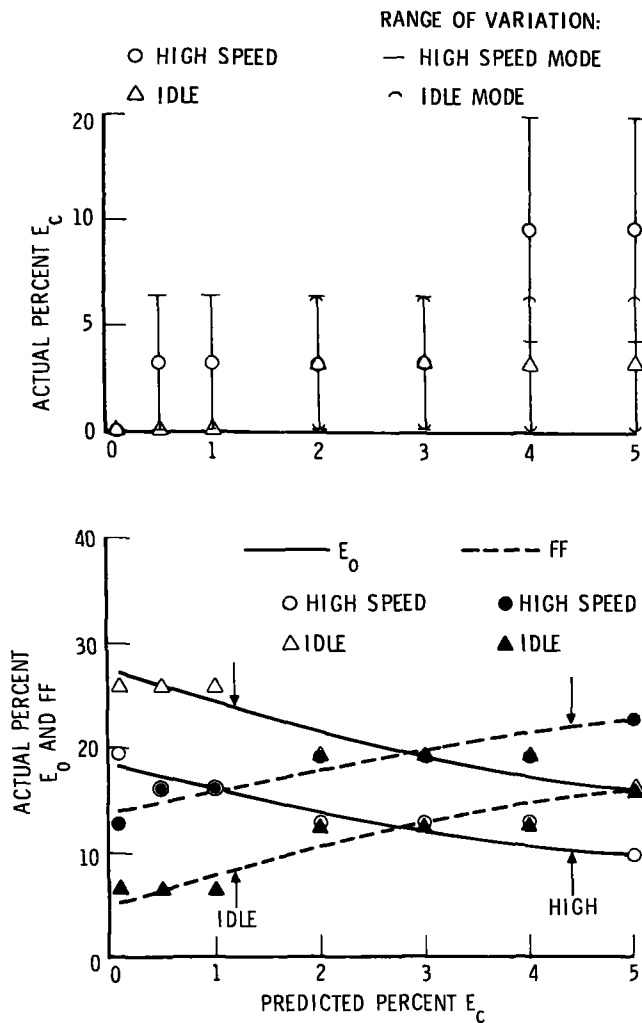 RANGE OF VARIATION:
○ HIGH SPEED — HIGH SPEED MODE
△ IDLE ⌢ IDLE MODE
ACTUAL PERCENT E_c
20
10
5
0
0 1 2 3 4 5
40
30
20
10
0
E_o FF
○ HIGH SPEED ● HIGH SPEED
△ IDLE ▲ IDLE
ACTUAL PERCENT
E_o AND FF
IDLE HIGH
0 1 2 3 4 5
PREDICTED PERCENT E_c